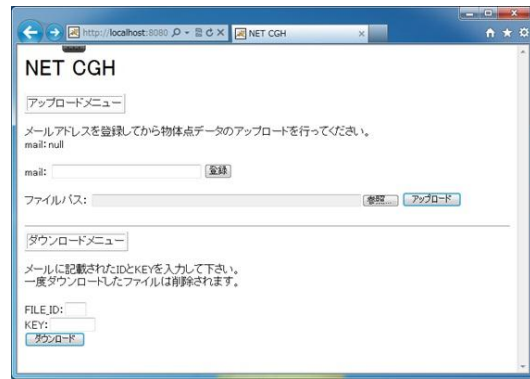 http://localhost:8080
NET CGH
NET CGH
アップロードメニュー
メールアドレスを登録してから物体点データのアップロードを行ってください。
mail: null
mail: 登録
ファイルパス: 参照... アップロード
ダウンロードメニュー
メールに記載されたIDとKEYを入力して下さい。
一度ダウンロードしたファイルは削除されます。
FILE_ID:
KEY:
ダウンロード